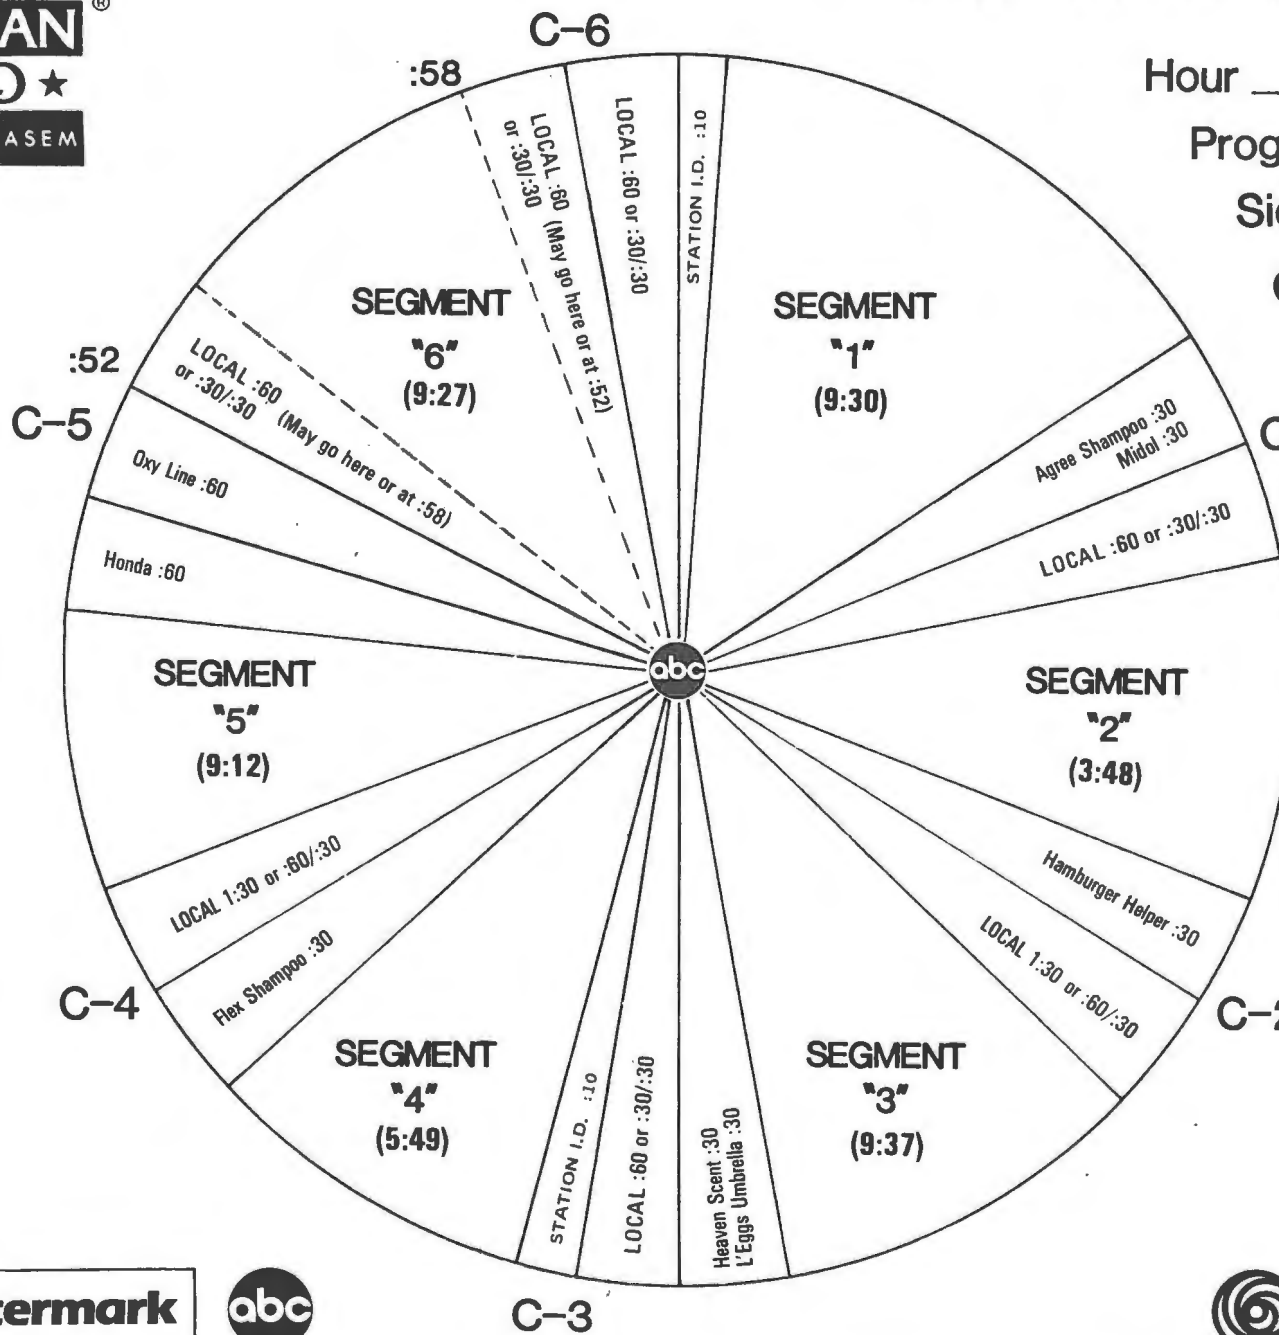 AN
®
★
ASEM
C-6
:58
Hour
LOCAL :60
or :30/:30 (May go here or at :52)
LOCAL :60 or :30/:30
STATION I.D. :10
SEGMENT
"6"
(9:27)
SEGMENT
"1"
(9:30)
:52
C-5
LOCAL :60
or :30/:30 (May go here or at :58)
Oxy Line :60
Honda :60
Agree Shampoo :30
Midol :30
LOCAL :60 or :30/:30
abc
SEGMENT
"5"
(9:12)
SEGMENT
"2"
(3:48)
LOCAL 1:30 or :60/:30
Flex Shampoo :30
Hamburger Helper :30
LOCAL 1:30 or :60/:30
C-4
SEGMENT
"4"
(5:49)
STATION I.D. :10
LOCAL :60 or :30/:30
Heaven Scent :30
L'Eggs Umbrella :30
SEGMENT
"3"
(9:37)
C-3
termark
abc